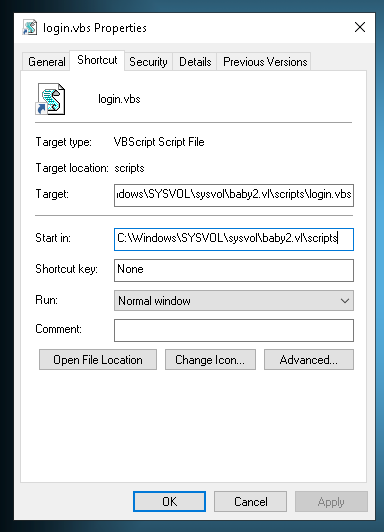 login.vbs Properties
General Shortcut Security Details Previous Versions
login.vbs
Target type: VBScript Script File
Target location: scripts
Target: ıdows\SYSVOL\sysvol\baby2.vl\scripts\login.vbs
Start in: C:\Windows\SYSVOL\sysvol\baby2.vl\scripts
Shortcut key: None
Run: Normal window
Comment:
Open File Location Change Icon... Advanced...
OK Cancel Apply